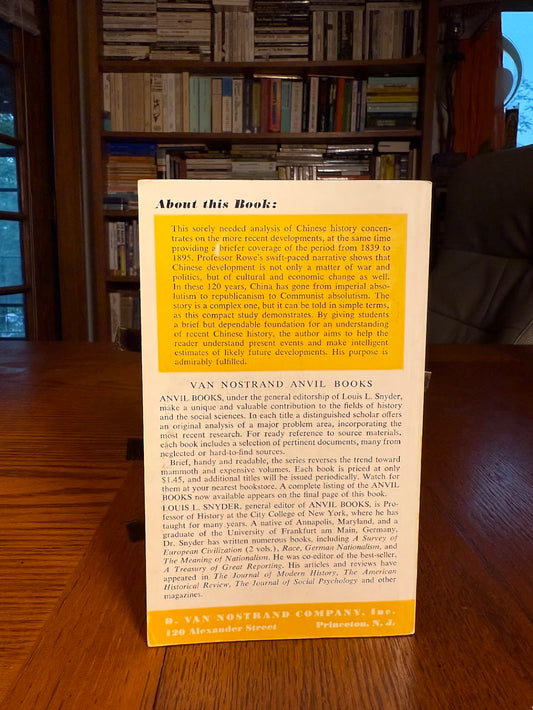 About this Book:
This sorely needed analysis of Chinese history concen-
trates on the more recent developments, at the same time
providing a briefer coverage of the period from 1839 to
1895. Professor Rowe's swift-paced narrative shows that
Chinese development is not only a matter of war and
politics, but of cultural and economic change as well.
In these 120 years, China has gone from imperial abso-
lutism to republicanism to Communist absolutism. The
story is a complex one, but it can be told in simple terms,
as this compact study demonstrates. By giving students
a brief but dependable foundation for an understanding
of recent Chinese history, the author aims to help the
reader understand present events and make intelligent
estimates of likely future developments. His purpose is
admirably fulfilled.
VAN NOSTRAND ANVIL BOOKS
ANVIL BOOKS, under the general editorship of Louis L. Snyder,
make a unique and valuable contribution to the fields of history
and the social sciences. In each title a distinguished scholar offers
an original analysis of a major problem area, incorporating the
most recent research. For ready reference to source materials,
each book includes a selection of pertinent documents, many from
neglected or hard-to-find sources.
Brief, handy and readable, the series reverses the trend toward
mammoth and expensive volumes. Each book is priced at only
$1.45, and additional titles will be issued periodically. Watch for
them at your nearest bookstore. A complete listing of the ANVIL
BOOKS now available appears on the final page of this book.
LOUIS L. SNYDER, general editor of ANVIL BOOKS, is Pro-
fessor of History at the City College of New York, where he has
taught for many years. A native of Annapolis, Maryland, and a
graduate of the University of Frankfurt am Main, Germany,
Dr. Snyder has written numerous books, including A Survey of
European Civilization (2 vols.), Race, German Nationalism, and
The Meaning of Nationalism. He was co-editor of the best-seller,
A Treasury of Great Reporting. His articles and reviews have
appeared in The Journal of Modern History, The American
Historical Review, The Journal of Social Psychology and other
magazines.
D. VAN NOSTRAND COMPANY, Inc.
120 Alexander Street Princeton, N. J.